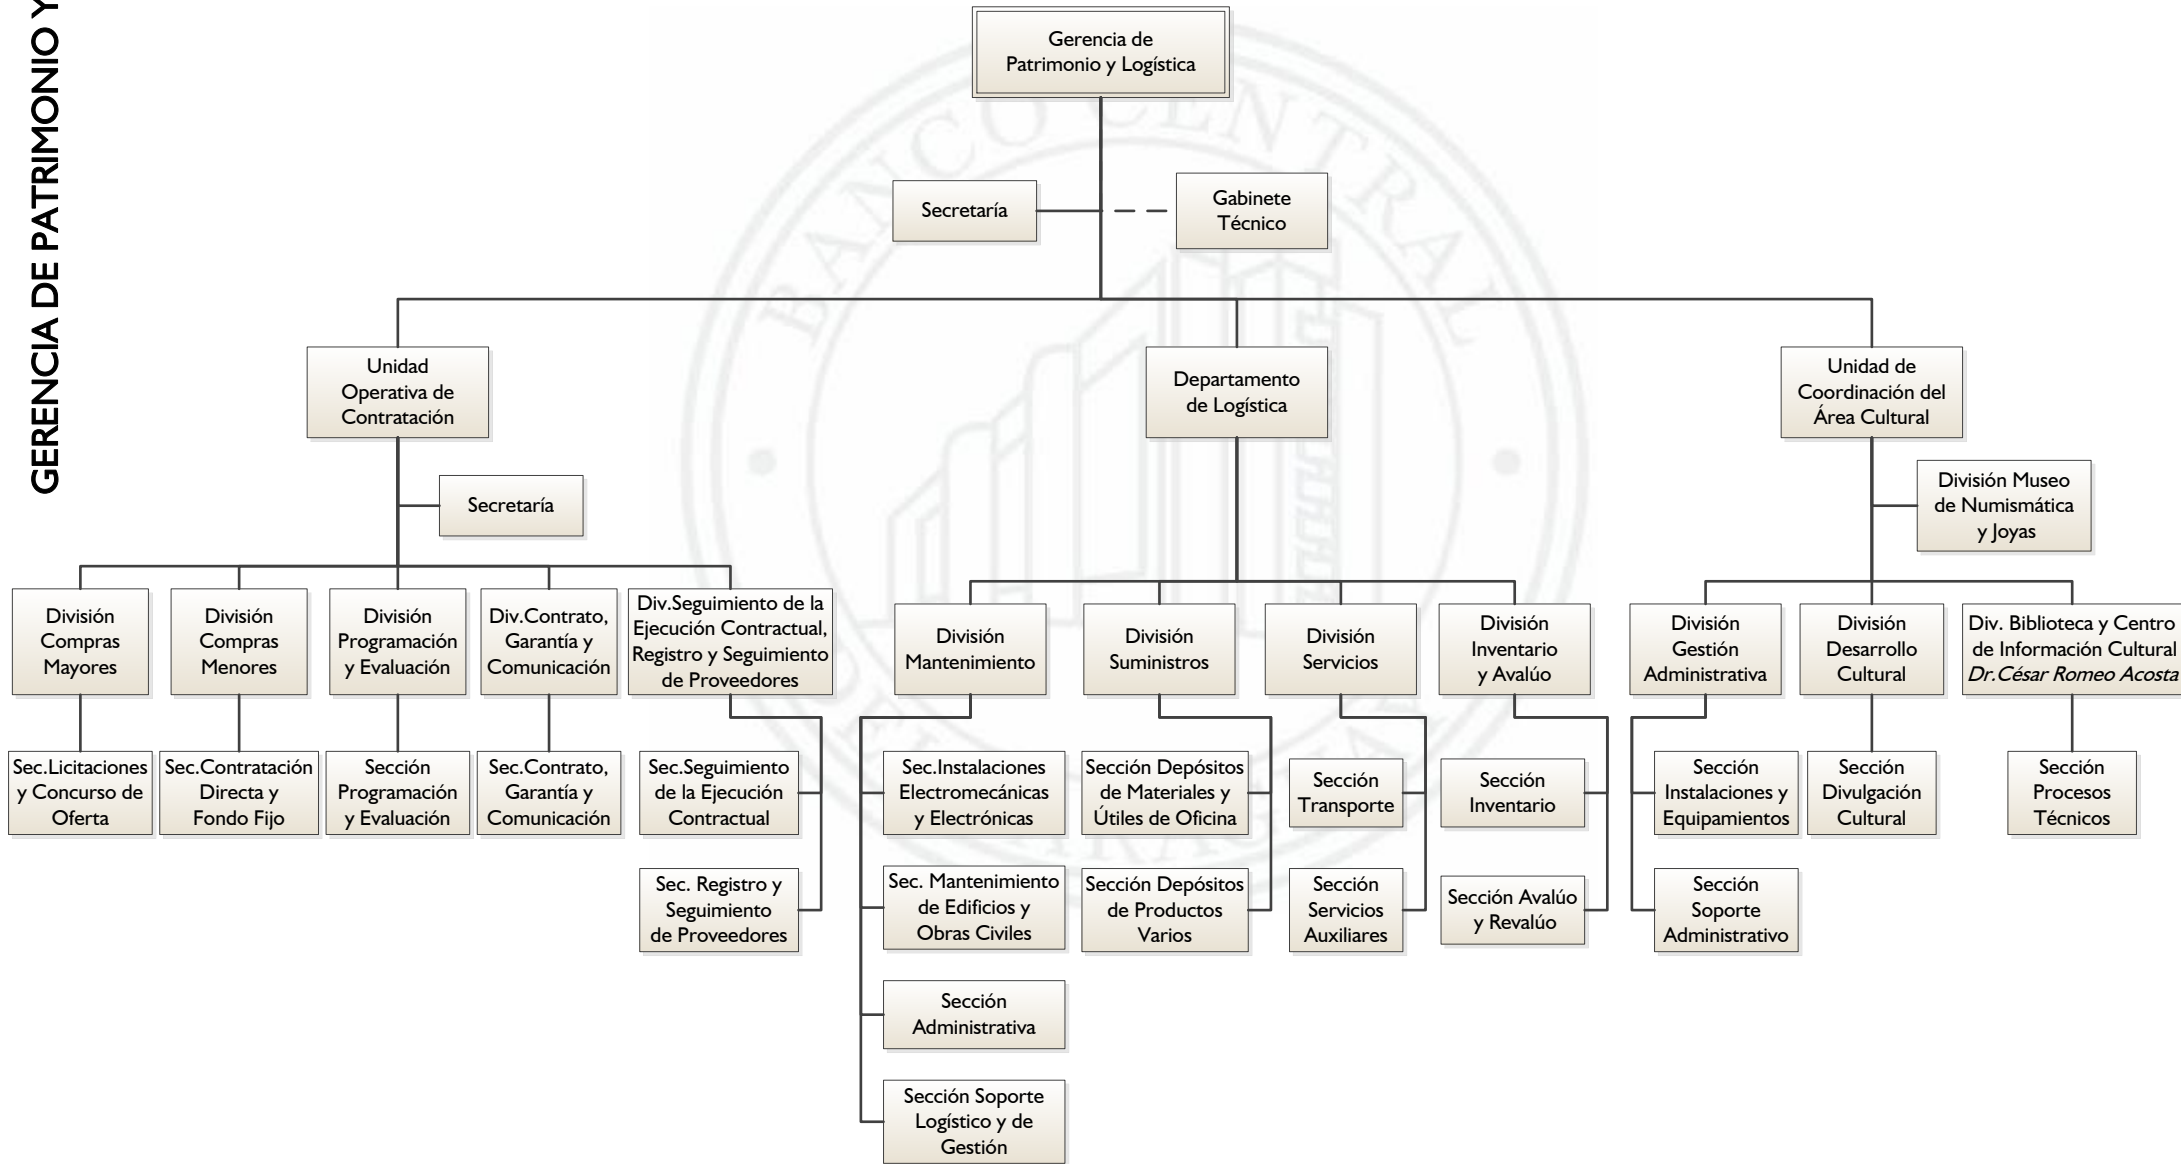 GERENCIA DE PATRIMONIO Y
Gerencia de
Patrimonio y Logística
Secretaría
Gabinete
Técnico
Unidad
Operativa de
Contratación
Departamento
de Logística
Unidad de
Coordinación del
Área Cultural
Secretaría
División Museo
de Numismática
y Joyas
División
Compras
Mayores
División
Compras
Menores
División
Programación
y Evaluación
Div.Contrato,
Garantía y
Comunicación
Div.Seguimiento de la
Ejecución Contractual,
Registro y Seguimiento
de Proveedores
División
Mantenimiento
División
Suministros
División
Servicios
División
Inventario
y Avalúo
División
Gestión
Administrativa
División
Desarrollo
Cultural
Div. Biblioteca y Centro
de Información Cultural
Dr.César Romeo Acosta
Sec.Licitaciones
y Concurso de
Oferta
Sec.Contratación
Directa y
Fondo Fijo
Sección
Programación
y Evaluación
Sec.Contrato,
Garantía y
Comunicación
Sec.Seguimiento
de la Ejecución
Contractual
Sec.Instalaciones
Electromecánicas
y Electrónicas
Sección Depósitos
de Materiales y
Útiles de Oficina
Sección
Transporte
Sección
Inventario
Sección
Instalaciones y
Equipamientos
Sección
Divulgación
Cultural
Sección
Procesos
Técnicos
Sec. Registro y
Seguimiento
de Proveedores
Sec. Mantenimiento
de Edificios y
Obras Civiles
Sección Depósitos
de Productos
Varios
Sección
Servicios
Auxiliares
Sección Avalúo
y Revalúo
Sección
Soporte
Administrativo
Sección
Administrativa
Sección Soporte
Logístico y de
Gestión
BANCO CENTRAL